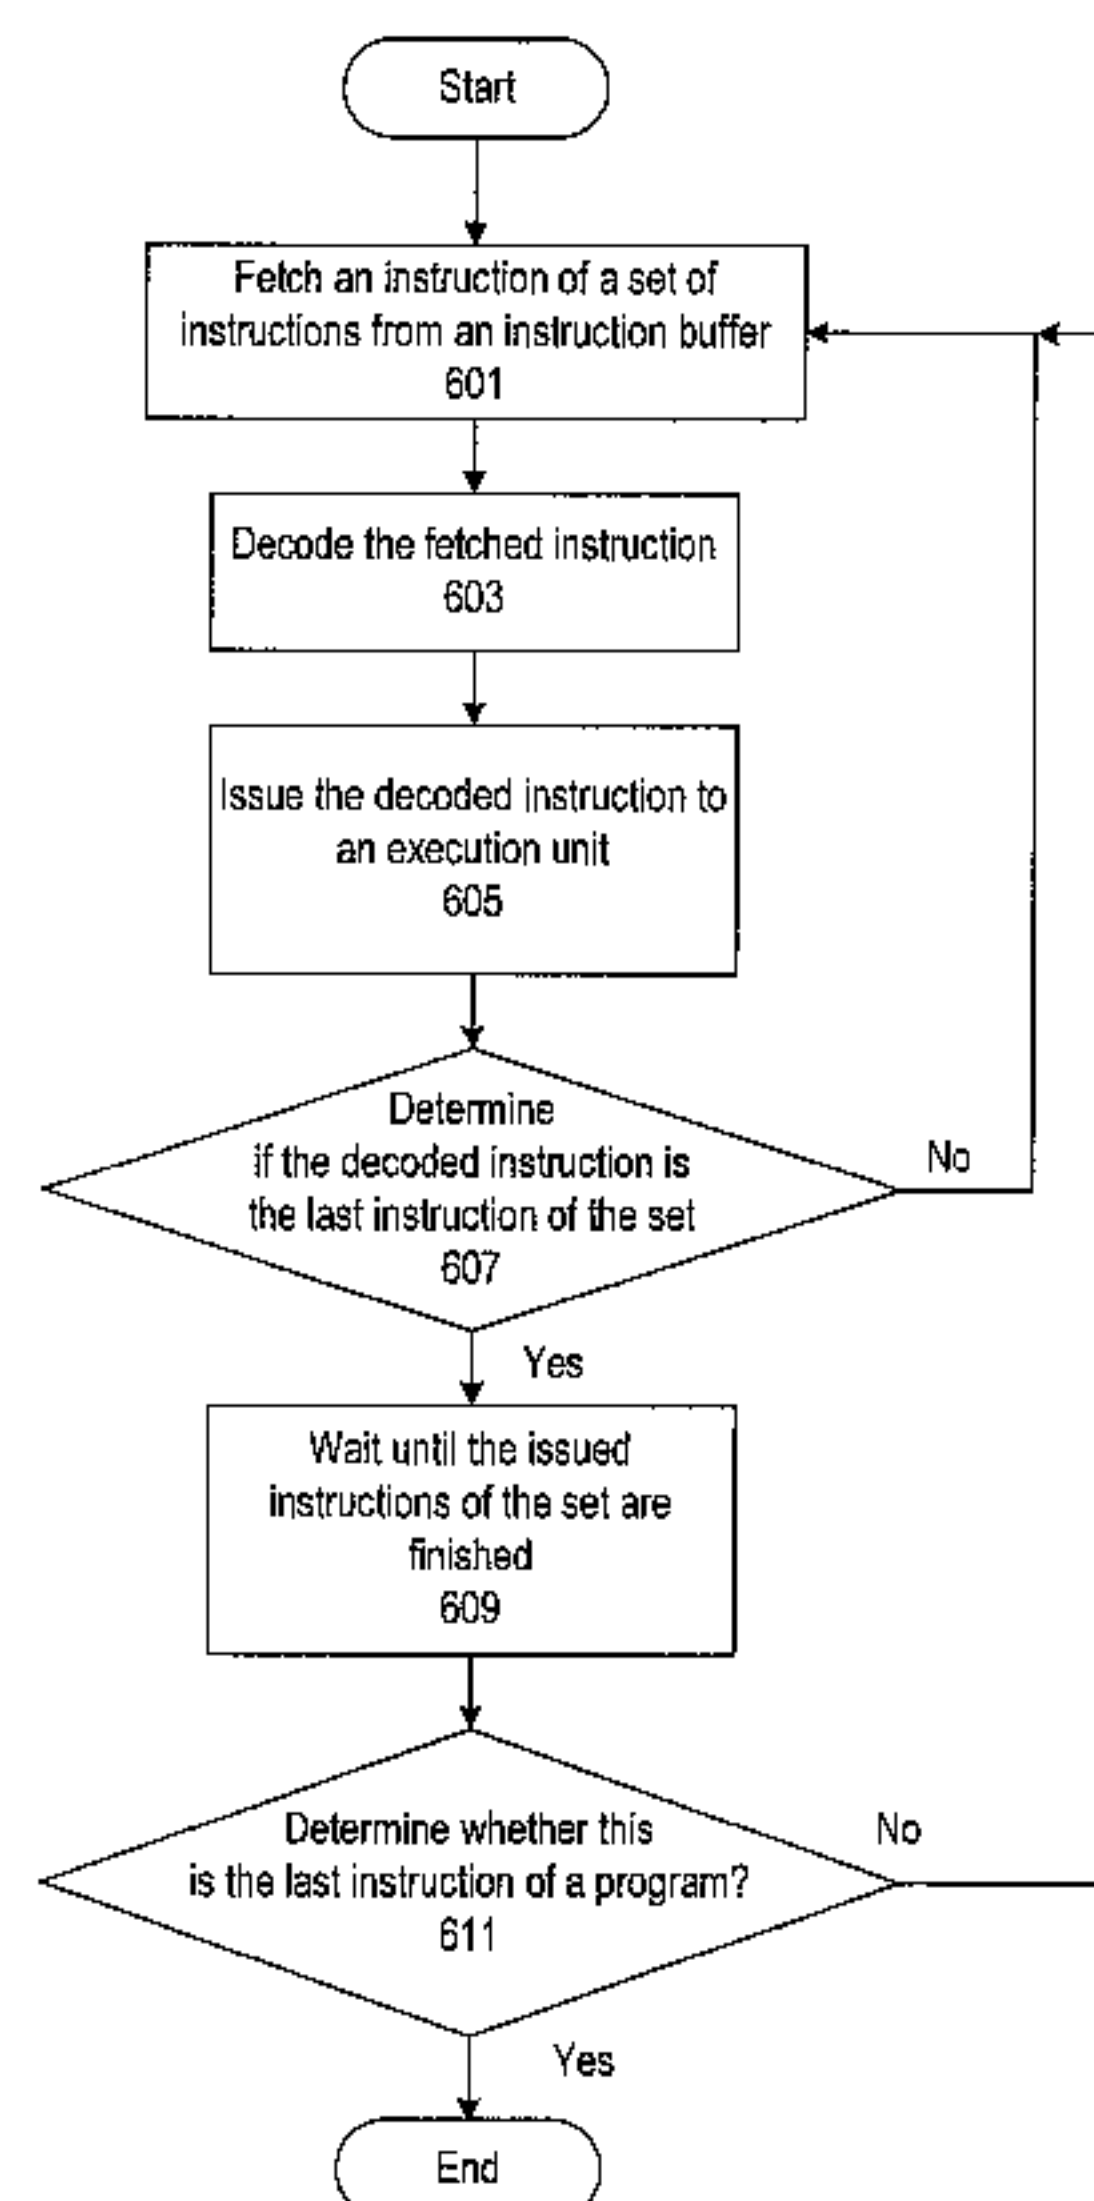 Start
Fetch an instruction of a set of
instructions from an instruction buffer
601
Decode the fetched instruction
603
Issue the decoded instruction to
an execution unit
605
Determine
if the decoded instruction is
the last instruction of the set
607
No
Yes
Wait until the issued
instructions of the set are
finished
609
Determine whether this
is the last instruction of a program?
611
No
Yes
End